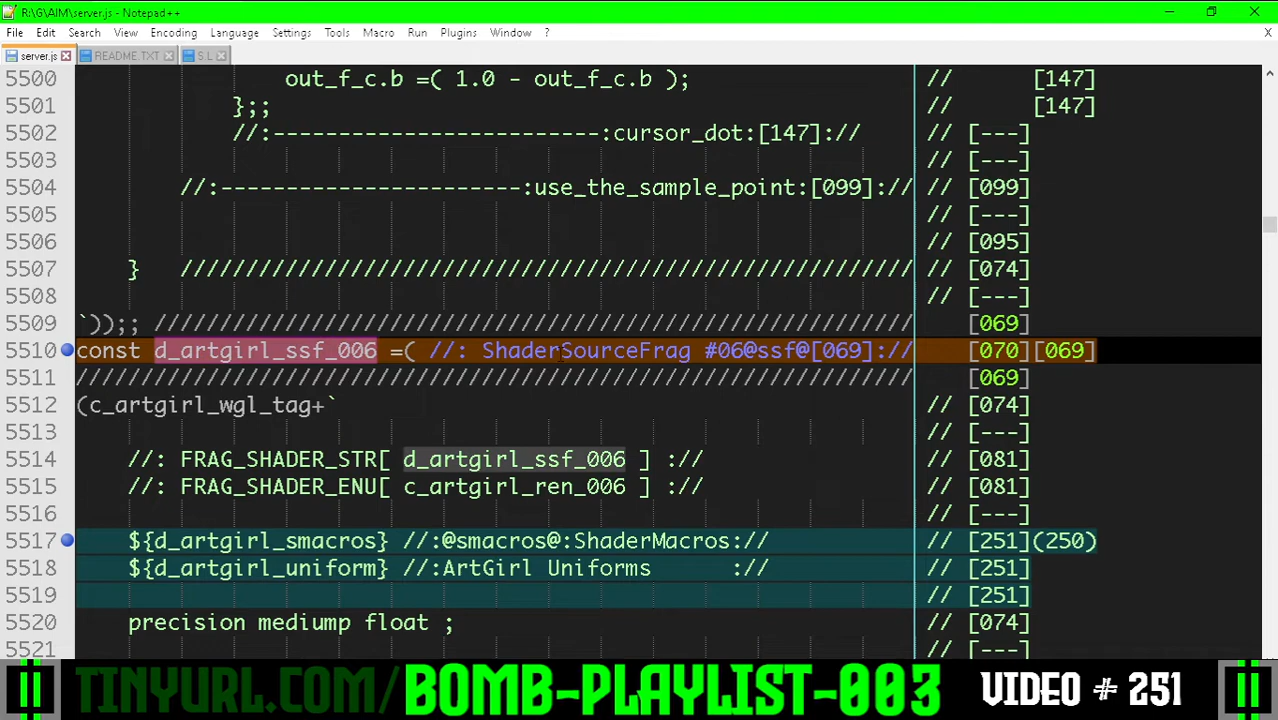 R:\G\AIM\server.js - Notepad++
File Edit Search View Encoding Language Settings Tools Macro Run Plugins Window ? X
server.js README.TXT S.L
5500 out_f_c.b =( 1.0 - out_f_c.b ); // [147]
5501 };; // [147]
5502 //:-------------------------:cursor_dot:[147]:// // [---]
5503 // [---]
5504 //:-----------------------:use_the_sample_point:[099]:// // [099]
5505 // [---]
5506 // [095]
5507 } //////////////////////////////////////////////////////// // [074]
5508 // [---]
5509 `));; ////////////////////////////////////////////////////////// [069]
5510 const d_artgirl_ssf_006 =( //: ShaderSourceFrag #06@ssf@[069]:// [070][069]
5511 //////////////////////////////////////////////////////////////// [069]
5512 (c_artgirl_wgl_tag+` // [074]
5513 // [---]
5514 //: FRAG_SHADER_STR[ d_artgirl_ssf_006 ] :// // [081]
5515 //: FRAG_SHADER_ENU[ c_artgirl_ren_006 ] :// // [081]
5516 // [---]
5517 ${d_artgirl_smacros} //:@smacros@:ShaderMacros:// // [251](250)
5518 ${d_artgirl_uniform} //:ArtGirl Uniforms :// // [251]
5519 // [251]
5520 precision mediump float ; // [074]
5521 // [---]
TINYURL.COM/BOMB-PLAYLIST-003 VIDEO # 251